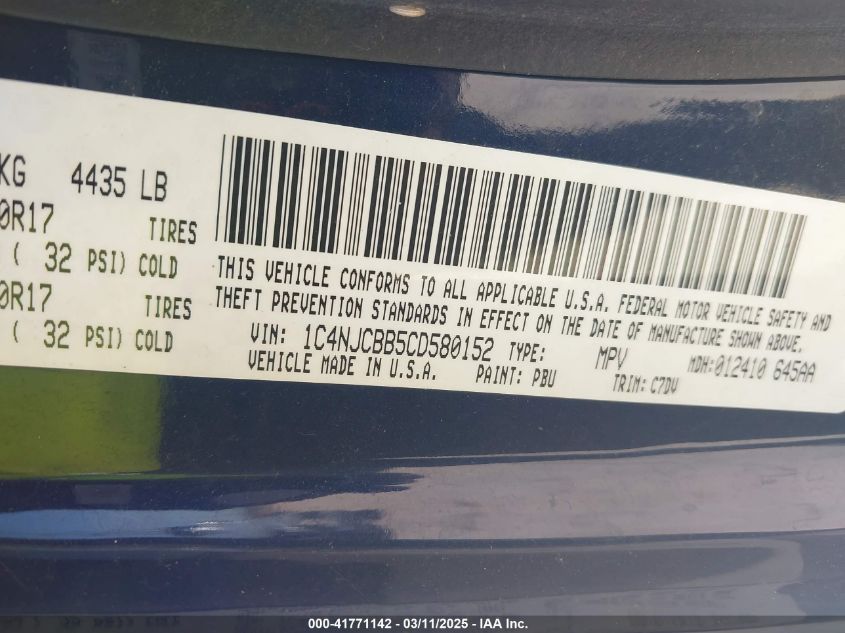 KG 4435 LB
0R17 TIRES
( 32 PSI) COLD
0R17 TIRES
( 32 PSI) COLD
THIS VEHICLE CONFORMS TO ALL APPLICABLE U.S.A. FEDERAL MOTOR VEHICLE SAFETY AND
THEFT PREVENTION STANDARDS IN EFFECT ON THE DATE OF MANUFACTURE SHOWN ABOVE.
VIN: 1C4NJCBB5CD580152 TYPE: MPV MDH:012410 645AA
VEHICLE MADE IN U.S.A. PAINT: PBU TRIM: C7DV
000-41771142 - 03/11/2025 - IAA Inc.